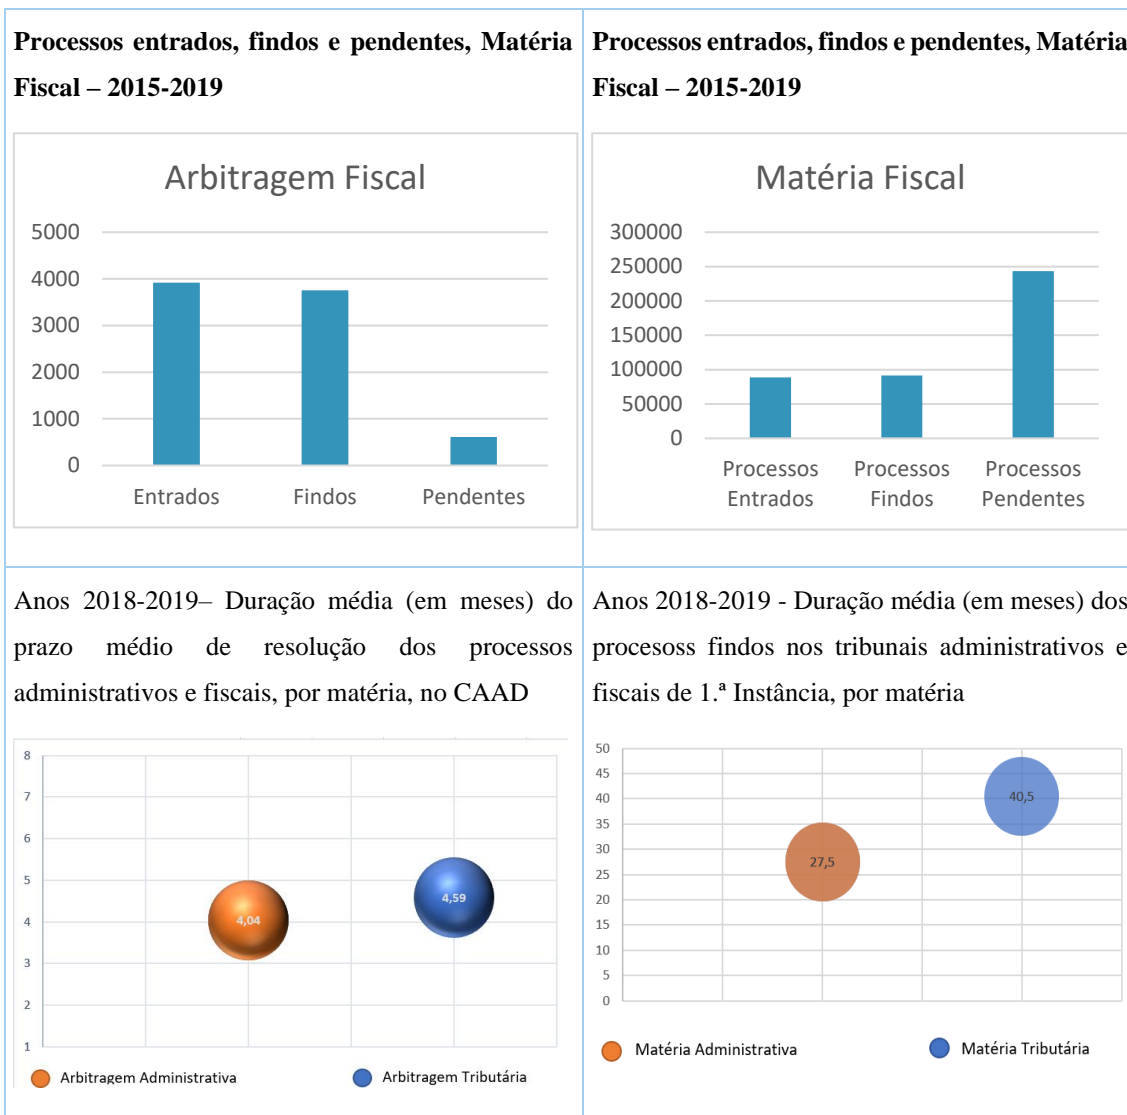 Processos entrados, findos e pendentes, Matéria
Fiscal – 2015-2019
Arbitragem Fiscal
5000
4000
3000
2000
1000
0
Entrados Findos Pendentes
Processos entrados, findos e pendentes, Matéria
Fiscal – 2015-2019
Matéria Fiscal
300000
250000
200000
150000
100000
50000
0
Processos Processos Processos
Entrados Findos Pendentes
Anos 2018-2019– Duração média (em meses) do
prazo médio de resolução dos processos
administrativos e fiscais, por matéria, no CAAD
8
7
6
5
4
3
2
1
4,04
4,59
Arbitragem Administrativa Arbitragem Tributária
Anos 2018-2019 - Duração média (em meses) dos
procesoss findos nos tribunais administrativos e
fiscais de 1.ª Instância, por matéria
50
45
40
35
30
25
20
15
10
5
0
27,5
40,5
Matéria Administrativa Matéria Tributária